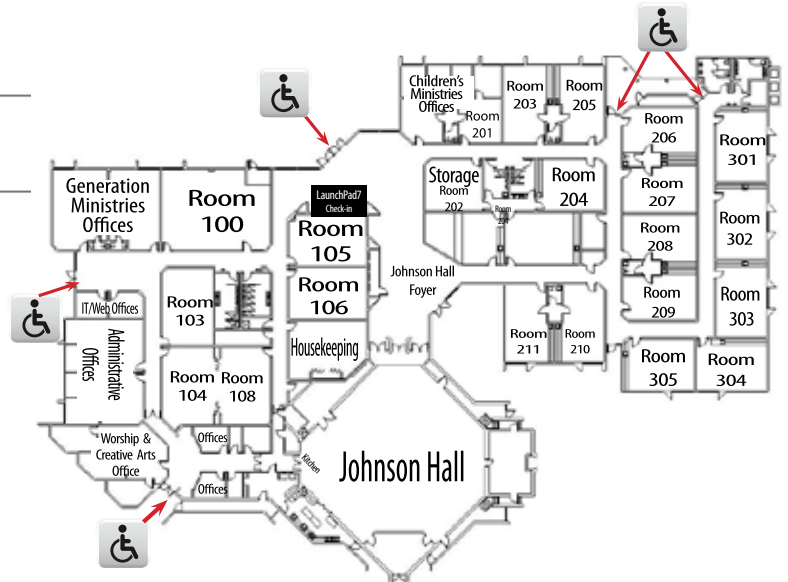 Children's
Ministries
Offices
Room
201
Room
203
Room
205
Room
206
Room
301
Generation
Ministries
Offices
Room
100
LaunchPad7
Check-in
Storage
Room
202
Room
Room
204
Room
207
Room
105
Room
208
Room
302
Johnson Hall
Foyer
IT/Web Offices
Room
103
Room
106
Room
209
Room
303
Administrative
Offices
Housekeeping
Room
211
Room
210
Room
305
Room
304
Room
104
Room
108
Worship &
Creative Arts
Office
Offices
Kitchen
Johnson Hall
Offices